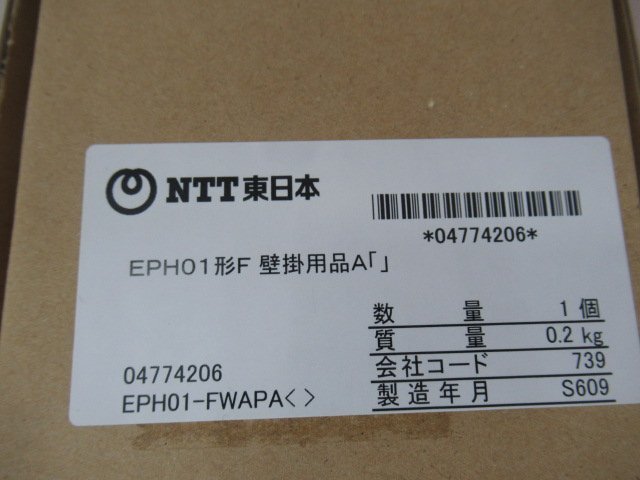 NTT東日本
*04774206*
EPH01形F 壁掛用品A「」
数量 1個
質量 0.2 kg
会社コード 739
製造年月 S609
04774206
EPH01-FWAPA< >